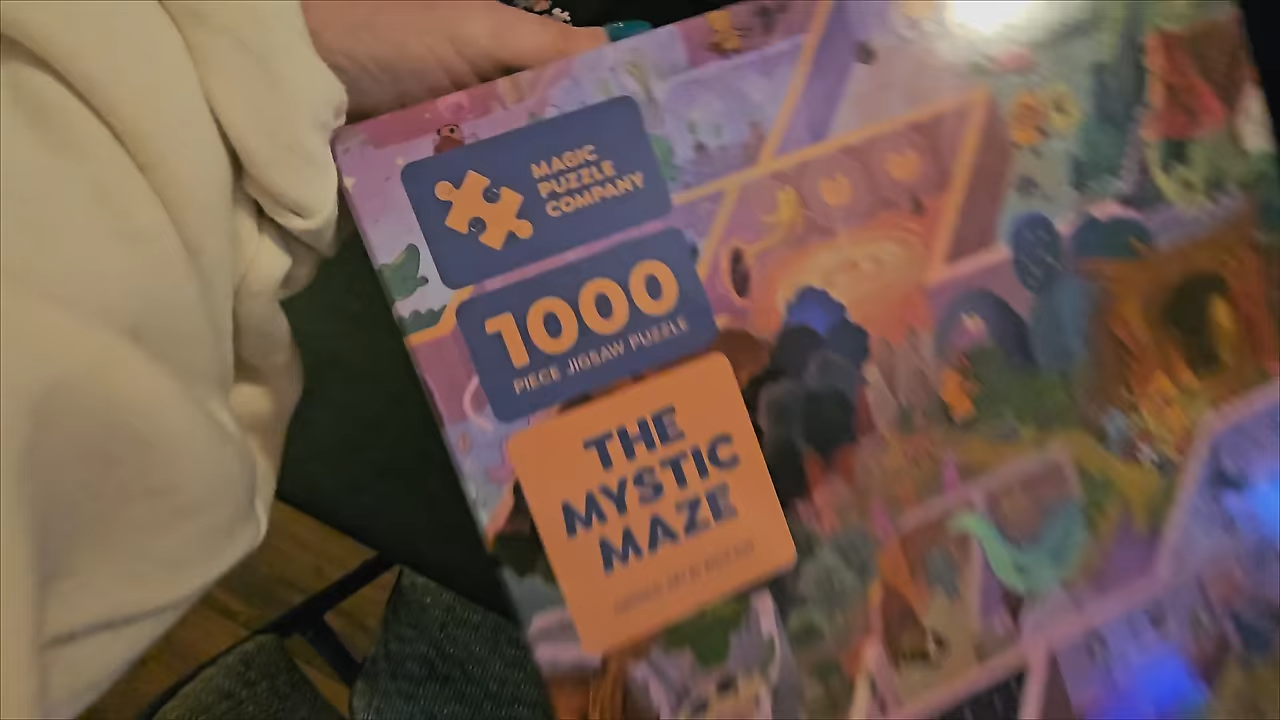 MAGIC
PUZZLE
COMPANY
1000
PIECE JIGSAW PUZZLE
THE
MYSTIC
MAZE